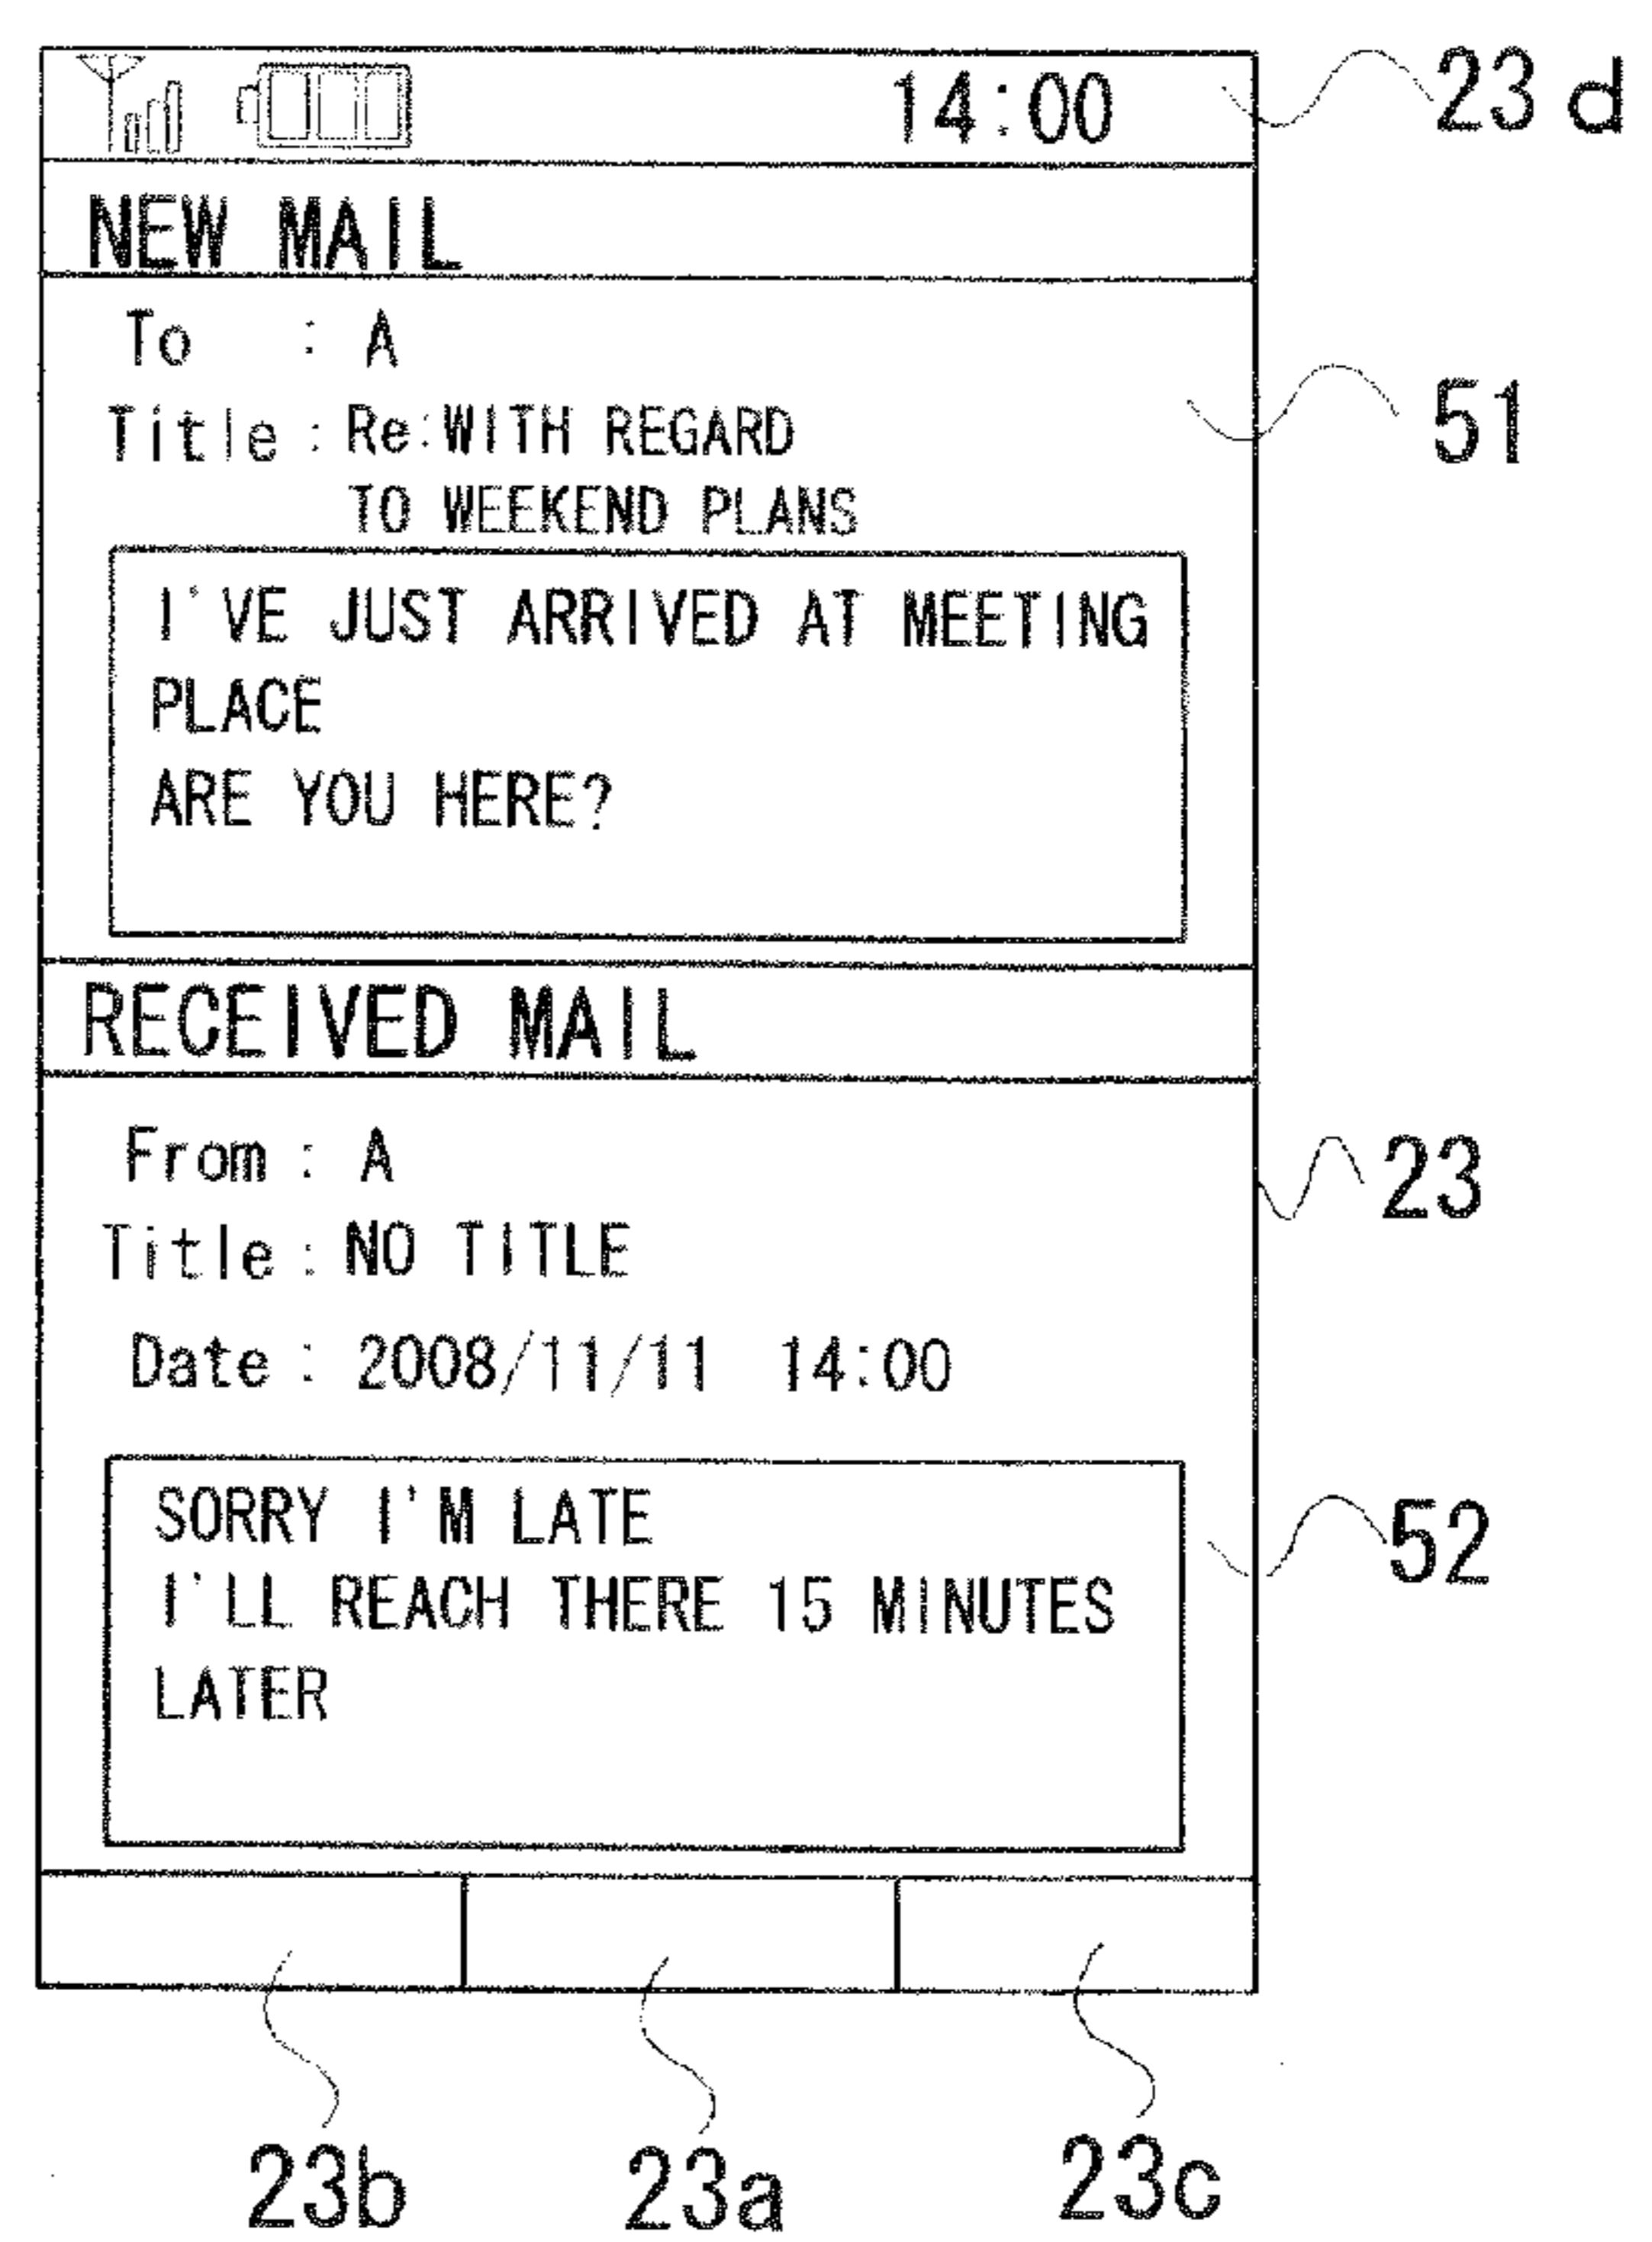 14:00 23d
NEW MAIL
To : A
Title : Re:WITH REGARD 51
TO WEEKEND PLANS
I'VE JUST ARRIVED AT MEETING
PLACE
ARE YOU HERE?
RECEIVED MAIL
From : A 23
Title : NO TITLE
Date : 2008/11/11 14:00
SORRY I'M LATE 52
I'LL REACH THERE 15 MINUTES
LATER
23b 23a 23c